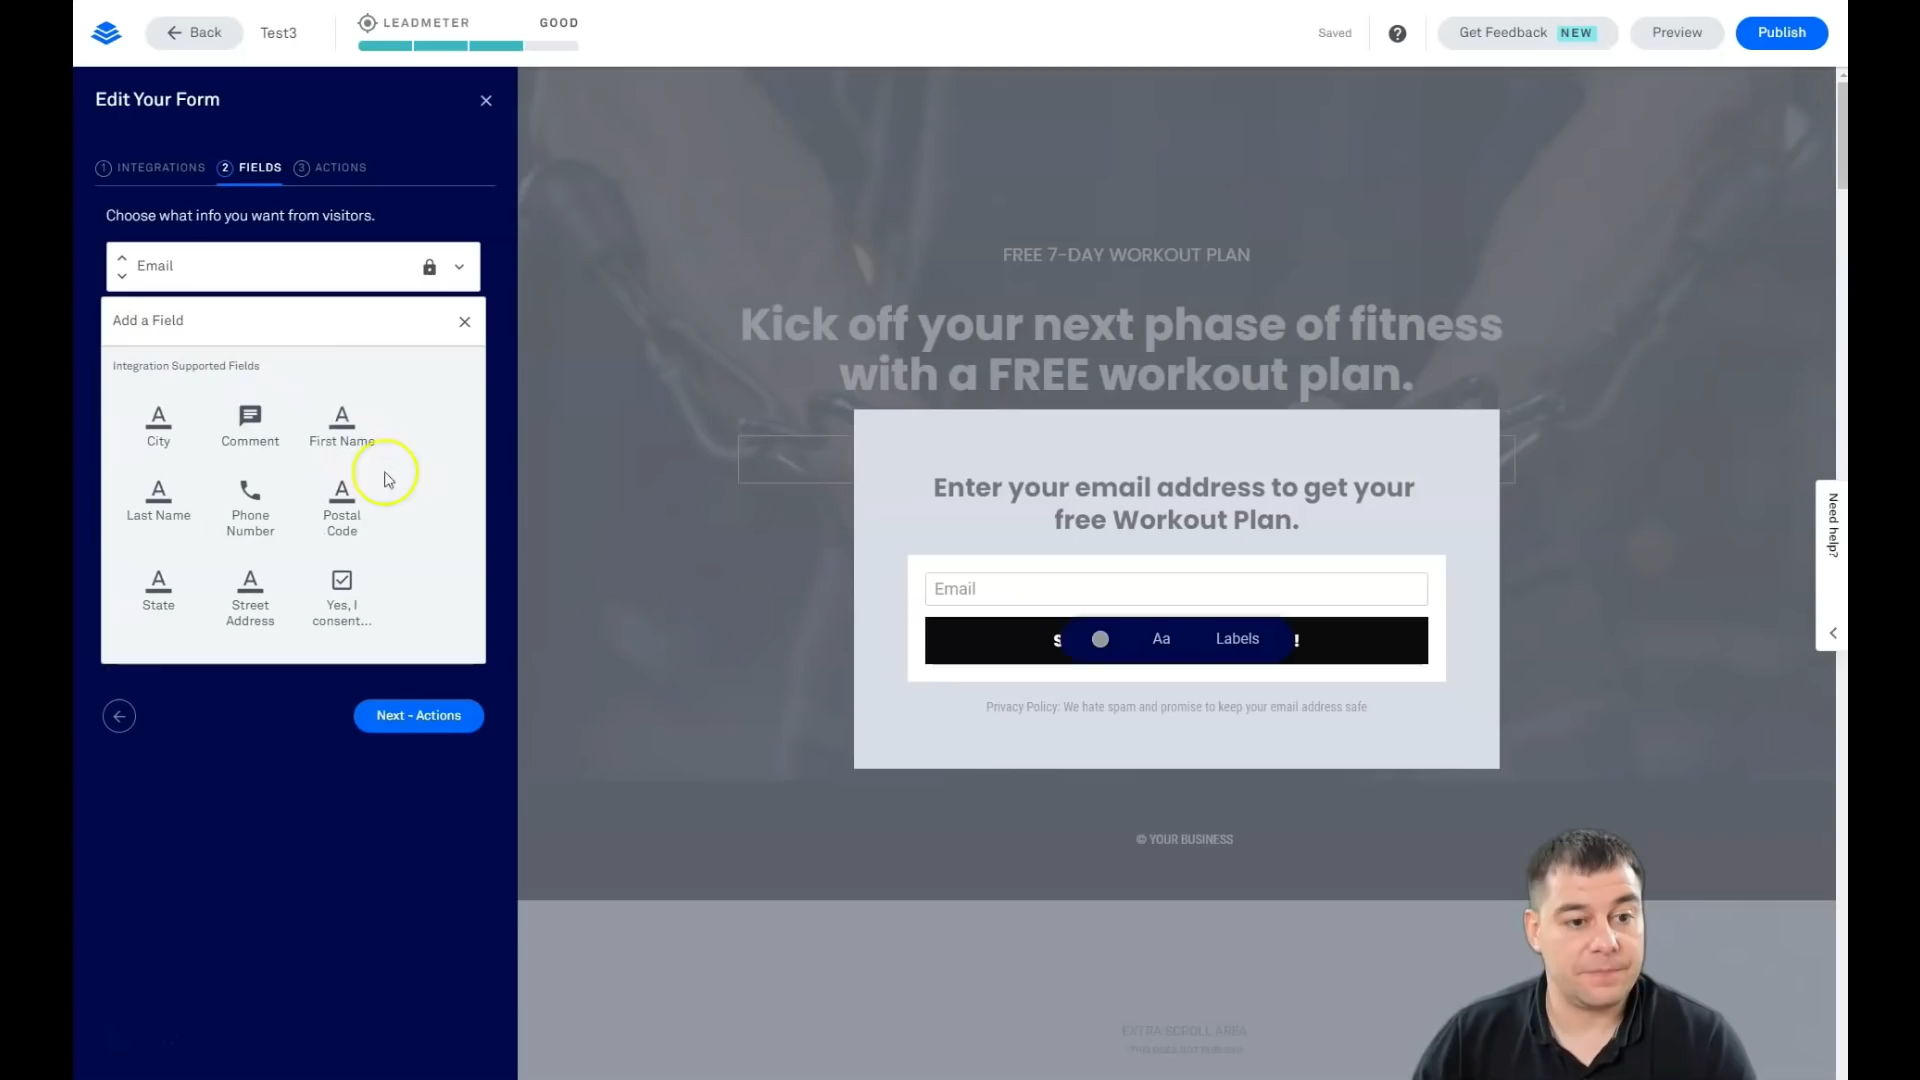 Back
Test3
LEADMETER
GOOD
Saved
?
Get Feedback NEW
Preview
Publish
Edit Your Form
1 INTEGRATIONS 2 FIELDS 3 ACTIONS
Choose what info you want from visitors.
Email
Add a Field
Integration Supported Fields
City
Comment
First Name
Last Name
Phone
Number
Postal
Code
State
Street
Address
Yes, I
consent...
Next - Actions
FREE 7-DAY WORKOUT PLAN
Kick off your next phase of fitness
with a FREE workout plan.
Enter your email address to get your
free Workout Plan.
Email
S
Aa
Labels
!
Privacy Policy: We hate spam and promise to keep your email address safe
© YOUR BUSINESS
EXTRA SCROLL AREA
Need help?